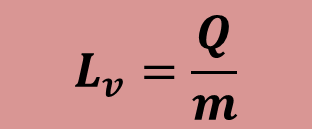 L_v = Q/m